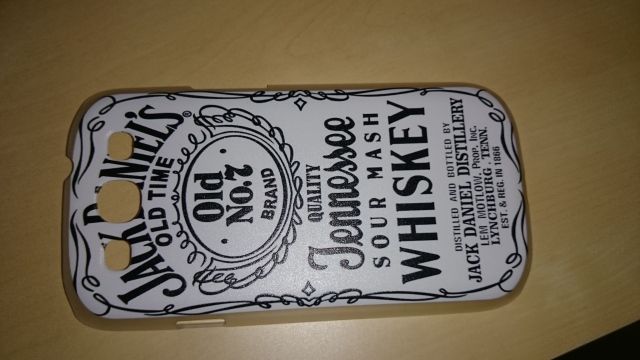 JACK DANIEL'S ®
OLD TIME
Old
No.7
BRAND
QUALITY
Tennessee
SOUR MASH
WHISKEY
DISTILLED AND BOTTLED BY
JACK DANIEL DISTILLERY
LEM MOTLOW, PROP. INC.
LYNCHBURG TENN.
EST. & REG. IN 1866